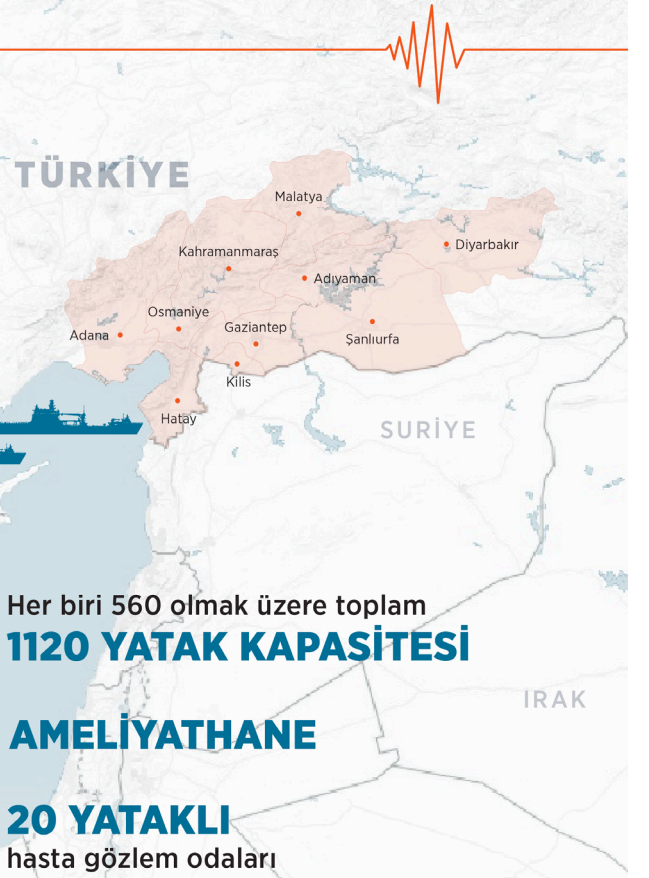 TÜRKİYE
Malatya
Diyarbakır
Kahramanmaraş
Adıyaman
Osmaniye
Gaziantep
Adana
Şanlıurfa
Kilis
Hatay
SURİYE
Her biri 560 olmak üzere toplam
1120 YATAK KAPASİTESİ
IRAK
AMELİYATHANE
20 YATAKLI
hasta gözlem odaları